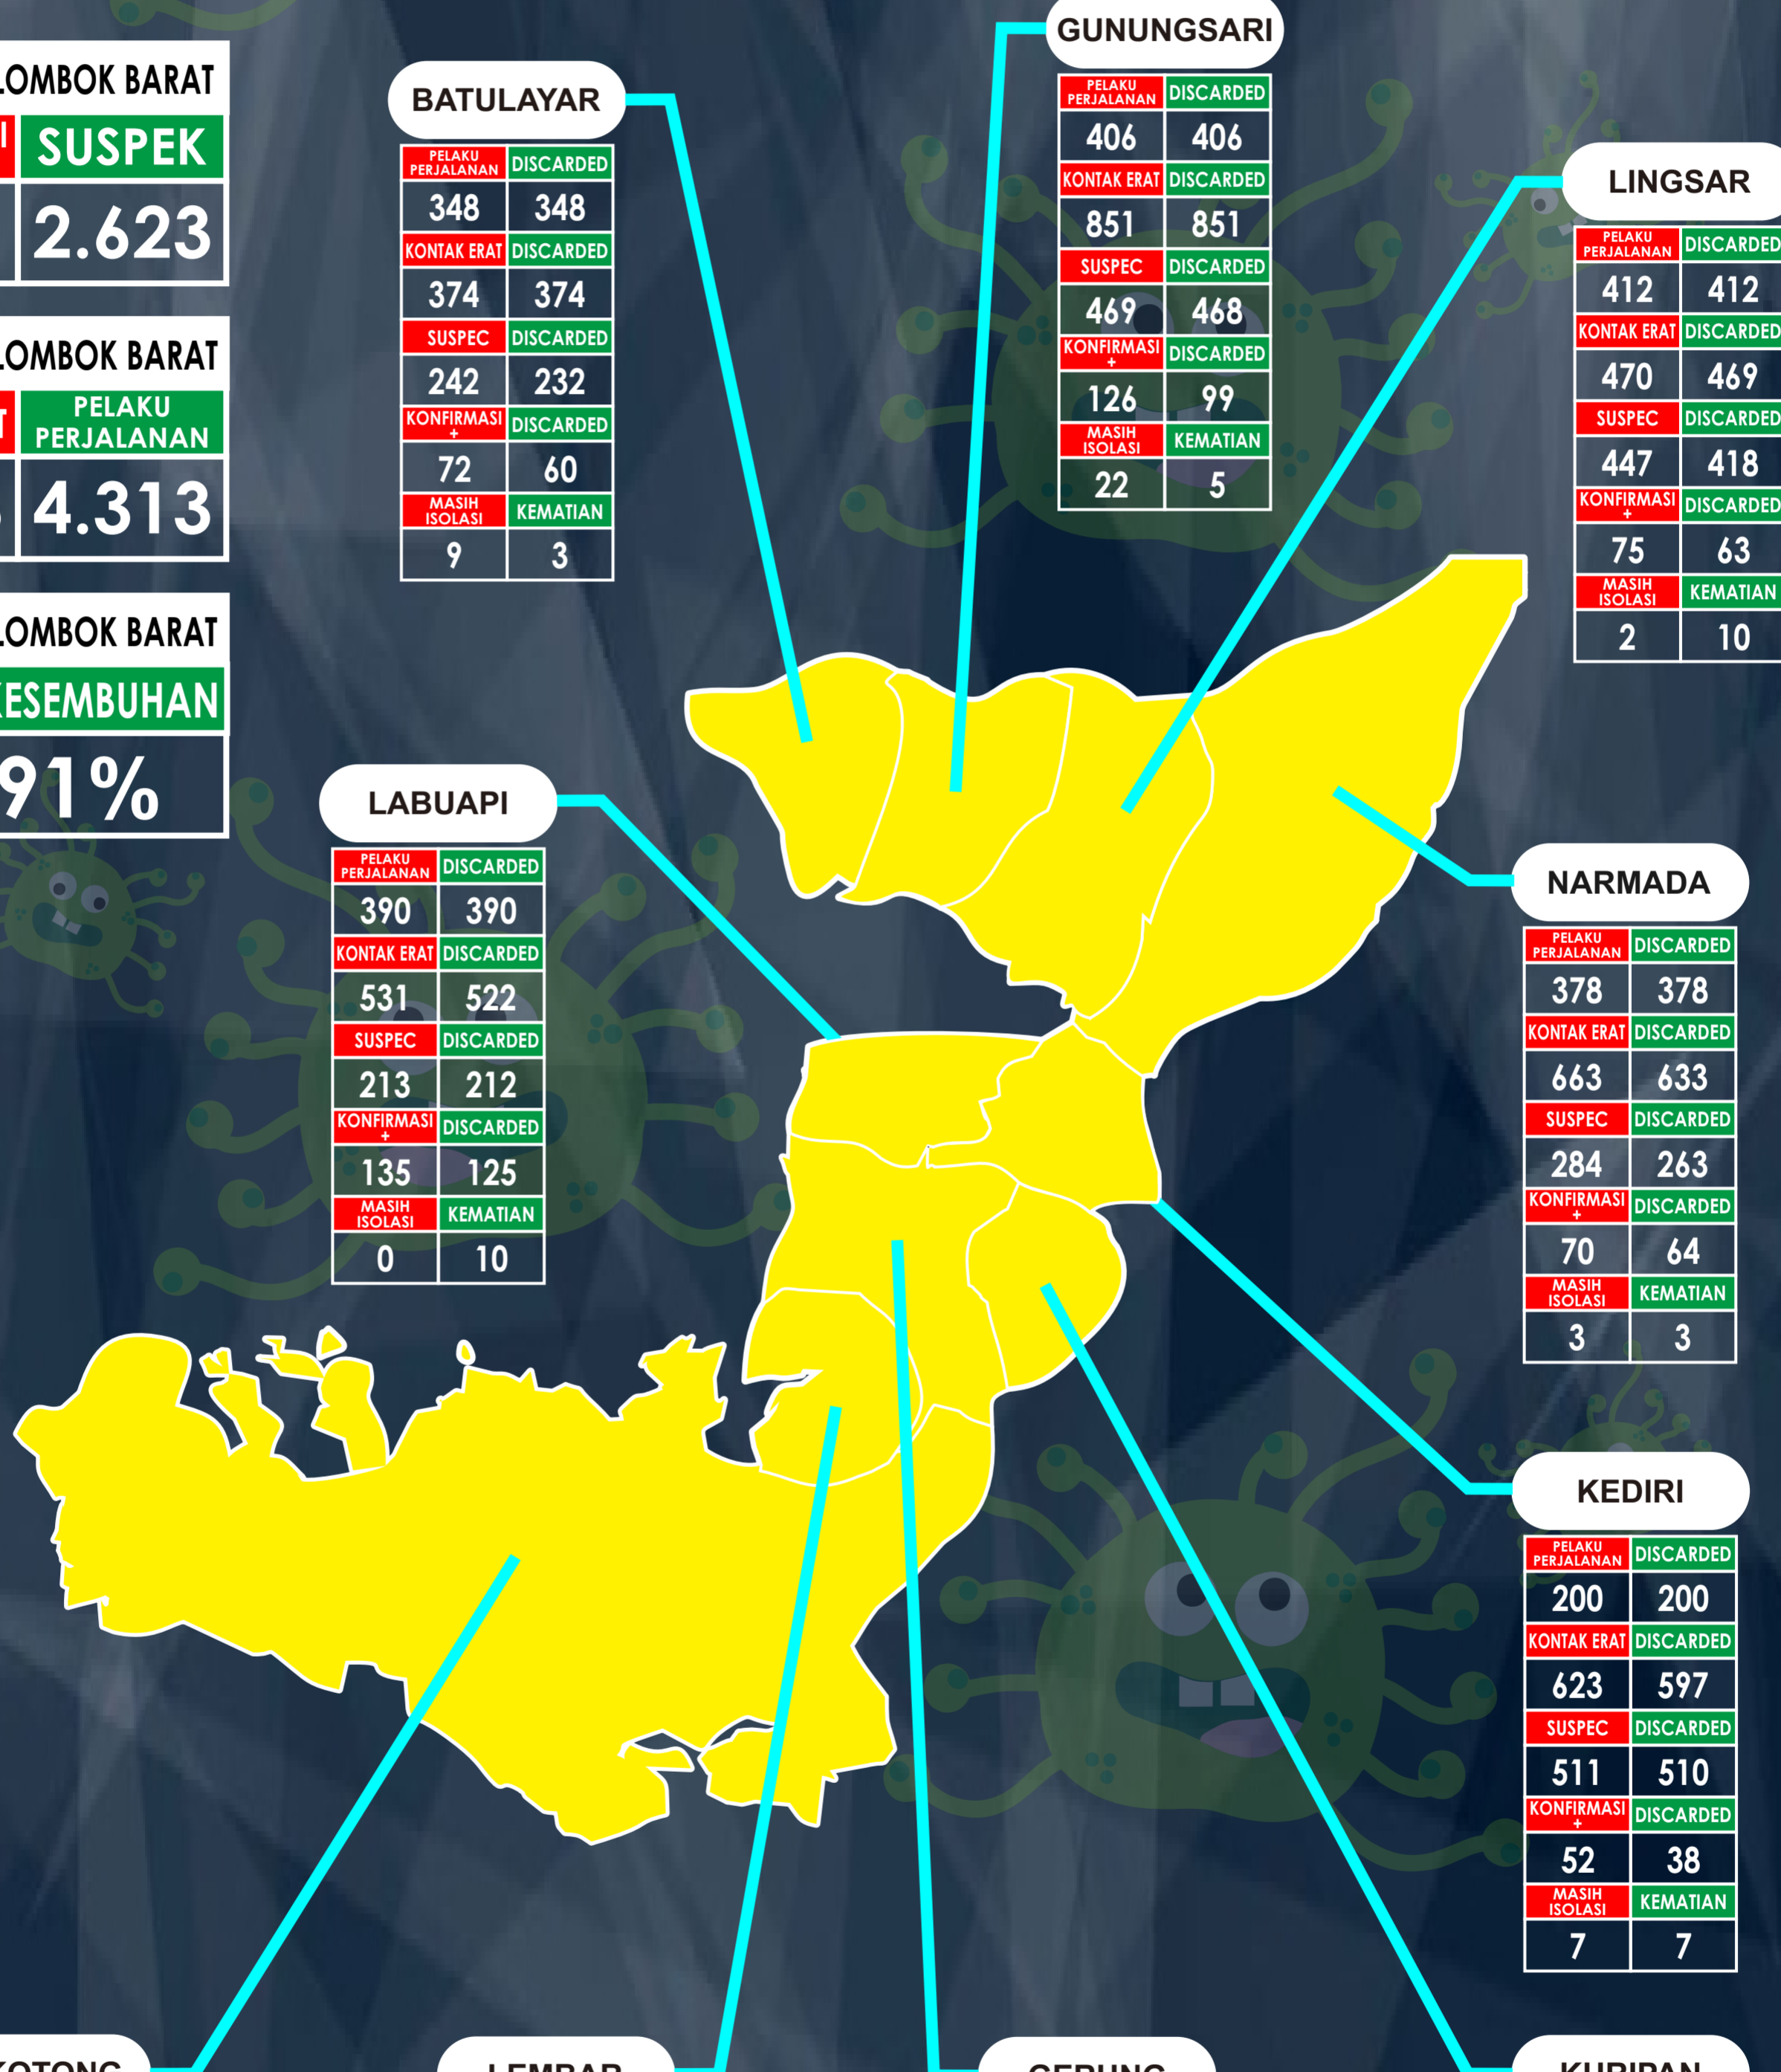 LOMBOK BARAT
SUSPEK
2.623
LOMBOK BARAT
PELAKU
PERJALANAN
4.313
LOMBOK BARAT
KESEMBUHAN
91%
BATULAYAR
PELAKU
PERJALANAN DISCARDED
348 348
KONTAK ERAT DISCARDED
374 374
SUSPEC DISCARDED
242 232
KONFIRMASI
+ DISCARDED
72 60
MASIH
ISOLASI KEMATIAN
9 3
GUNUNGSARI
PELAKU
PERJALANAN DISCARDED
406 406
KONTAK ERAT DISCARDED
851 851
SUSPEC DISCARDED
469 468
KONFIRMASI
+ DISCARDED
126 99
MASIH
ISOLASI KEMATIAN
22 5
LINGSAR
PELAKU
PERJALANAN DISCARDED
412 412
KONTAK ERAT DISCARDED
470 469
SUSPEC DISCARDED
447 418
KONFIRMASI
+ DISCARDED
75 63
MASIH
ISOLASI KEMATIAN
2 10
LABUAPI
PELAKU
PERJALANAN DISCARDED
390 390
KONTAK ERAT DISCARDED
531 522
SUSPEC DISCARDED
213 212
KONFIRMASI
+ DISCARDED
135 125
MASIH
ISOLASI KEMATIAN
0 10
NARMADA
PELAKU
PERJALANAN DISCARDED
378 378
KONTAK ERAT DISCARDED
663 633
SUSPEC DISCARDED
284 263
KONFIRMASI
+ DISCARDED
70 64
MASIH
ISOLASI KEMATIAN
3 3
KEDIRI
PELAKU
PERJALANAN DISCARDED
200 200
KONTAK ERAT DISCARDED
623 597
SUSPEC DISCARDED
511 510
KONFIRMASI
+ DISCARDED
52 38
MASIH
ISOLASI KEMATIAN
7 7
LEMBAR
GERUNG
KURIPAN